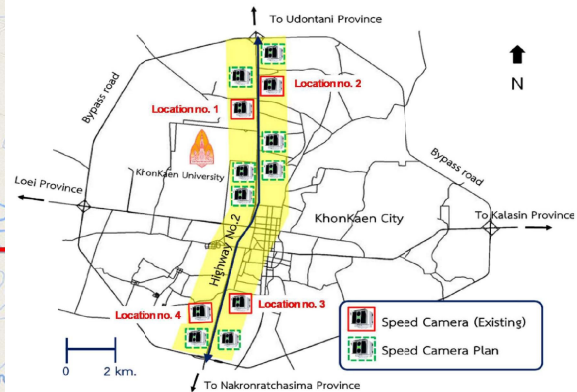 To Udontani Province
N
Bypass road
Location no. 2
Location no. 1
KhonKaen University
Bypass road
Loei Province
KhonKaen City
To Kalasin Province
Highway No.2
Location no. 3
Location no. 4
Speed Camera (Existing)
Speed Camera Plan
0 2 km.
To Nakronratchasima Province